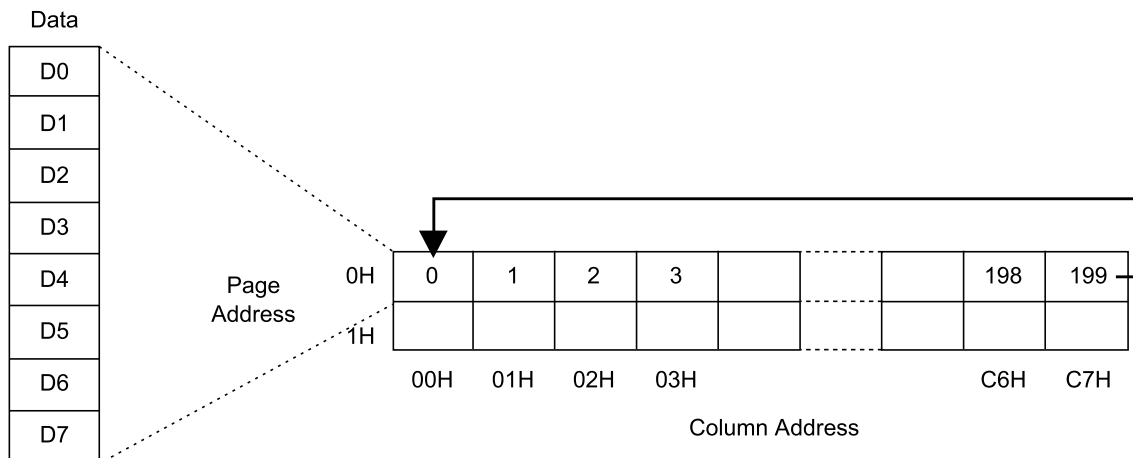 Data
D0
D1
D2
D3
D4
D5
D6
D7
Page
Address
0H 0 1 2 3 198 199
1H
00H 01H 02H 03H C6H C7H
Column Address